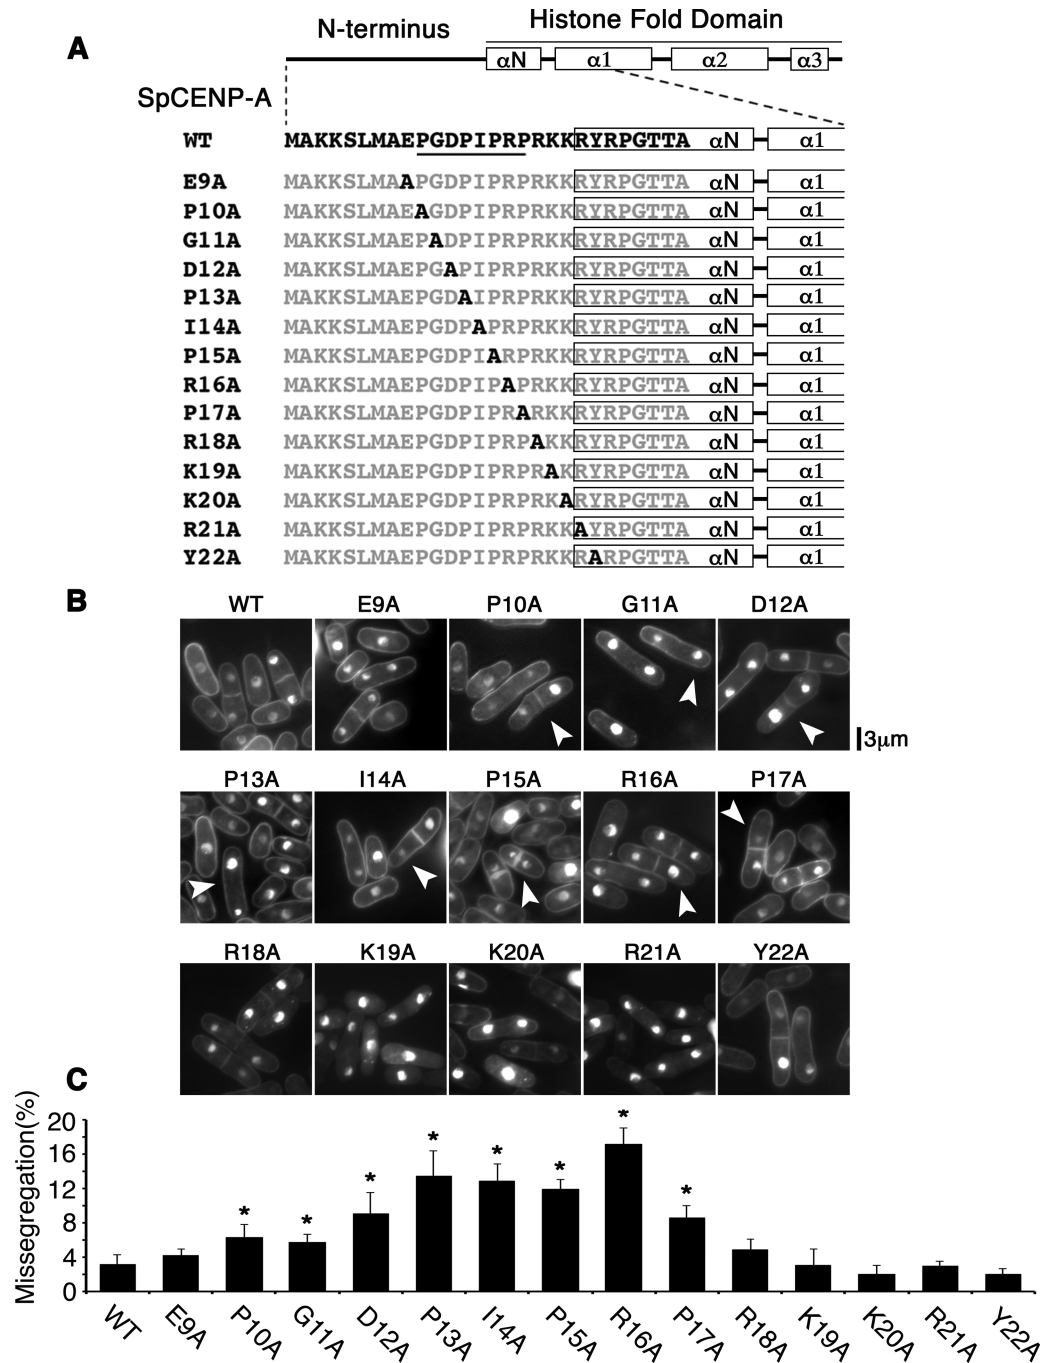 A
N-terminus
Histone Fold Domain
αN α1 α2 α3
SpCENP-A
WT MAKKSLMAEPGDPIPRPRKKRYRPGTTA αN α1
E9A MAKKSLMAAPGDPIPRPRKKRYRPGTTA αN α1
P10A MAKKSLMAEAGDPIPRPRKKRYRPGTTA αN α1
G11A MAKKSLMAEPADPIPRPRKKRYRPGTTA αN α1
D12A MAKKSLMAEPGAPIPRPRKKRYRPGTTA αN α1
P13A MAKKSLMAEPGDAIPRPRKKRYRPGTTA αN α1
I14A MAKKSLMAEPGDPAPRPRKKRYRPGTTA αN α1
P15A MAKKSLMAEPGDPIARPRKKRYRPGTTA αN α1
R16A MAKKSLMAEPGDPIPAPRKKRYRPGTTA αN α1
P17A MAKKSLMAEPGDPIPRARKKRYRPGTTA αN α1
R18A MAKKSLMAEPGDPIPRPAKKRYRPGTTA αN α1
K19A MAKKSLMAEPGDPIPRPRAKRYRPGTTA αN α1
K20A MAKKSLMAEPGDPIPRPRKARYRPGTTA αN α1
R21A MAKKSLMAEPGDPIPRPRKKAYRPGTTA αN α1
Y22A MAKKSLMAEPGDPIPRPRKKRARPGTTA αN α1
B
WT E9A P10A G11A D12A
3μm
P13A I14A P15A R16A P17A
R18A K19A K20A R21A Y22A
C
Missegregation(%)
20
16
12
8
4
0
* * * * * * * *
WT E9A P10A G11A D12A P13A I14A P15A R16A P17A R18A K19A K20A R21A Y22A